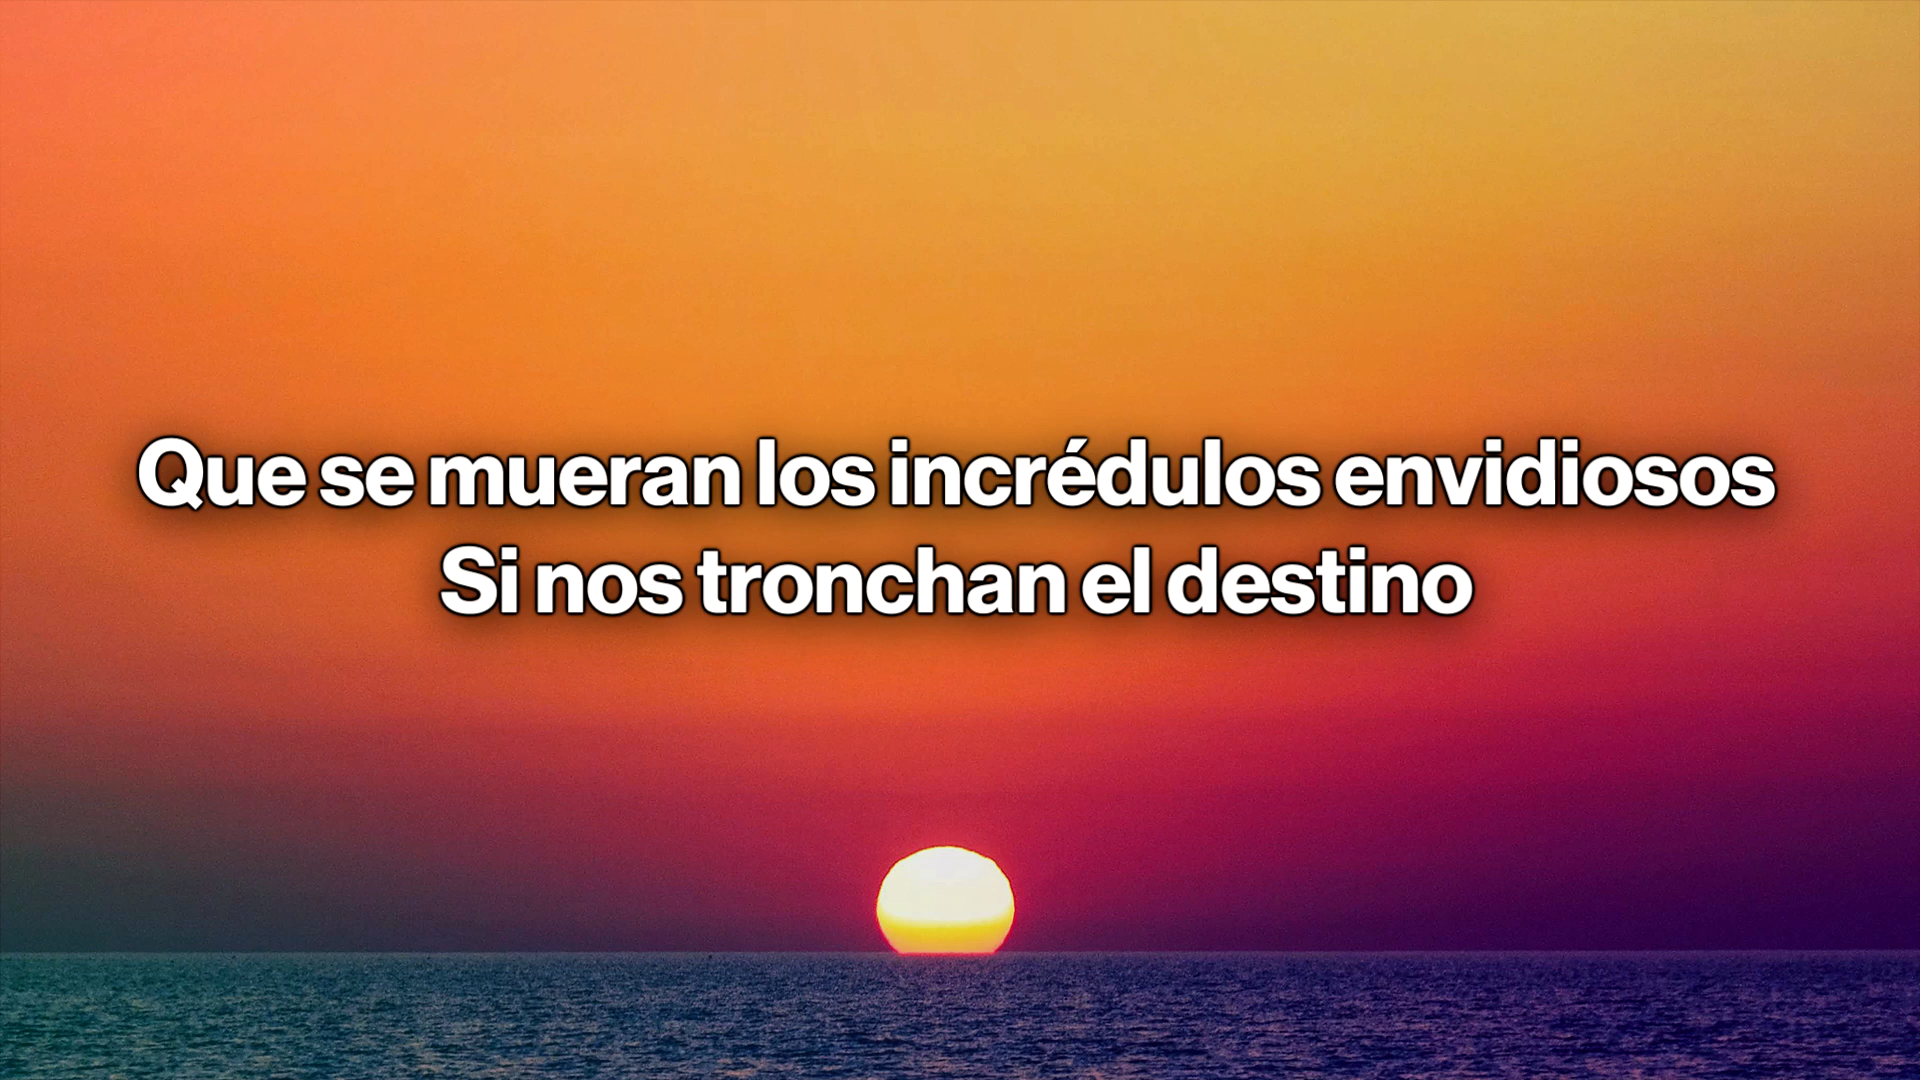 Que se mueran los incrédulos envidiosos
Si nos tronchan el destino